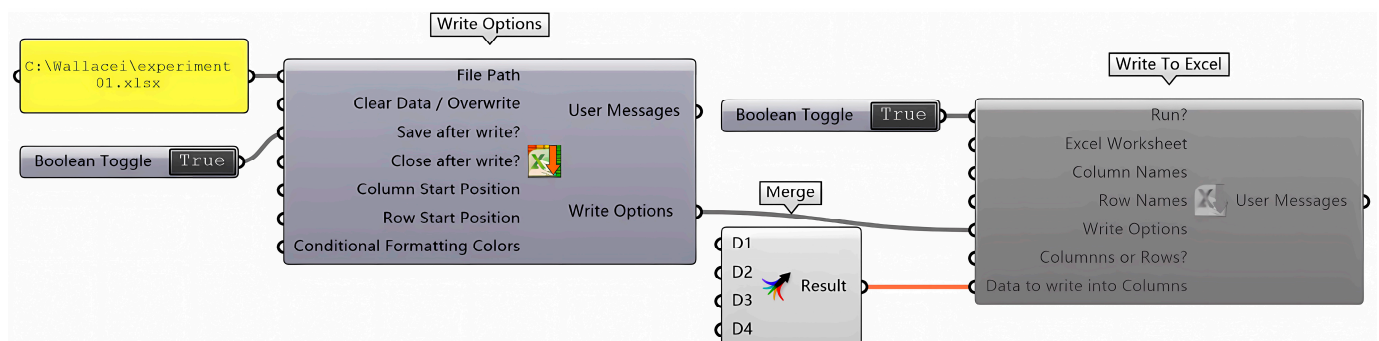 Write Options
C:\Wallacei\experiment
01.xlsx
File Path
Clear Data / Overwrite
Save after write?
Close after write?
Column Start Position
Row Start Position
Conditional Formatting Colors
User Messages
Write Options
Boolean Toggle True
Merge
D1
D2
D3
D4
Result
Boolean Toggle True
Write To Excel
Run?
Excel Worksheet
Column Names
Row Names
Write Options
Columnns or Rows?
Data to write into Columns
User Messages